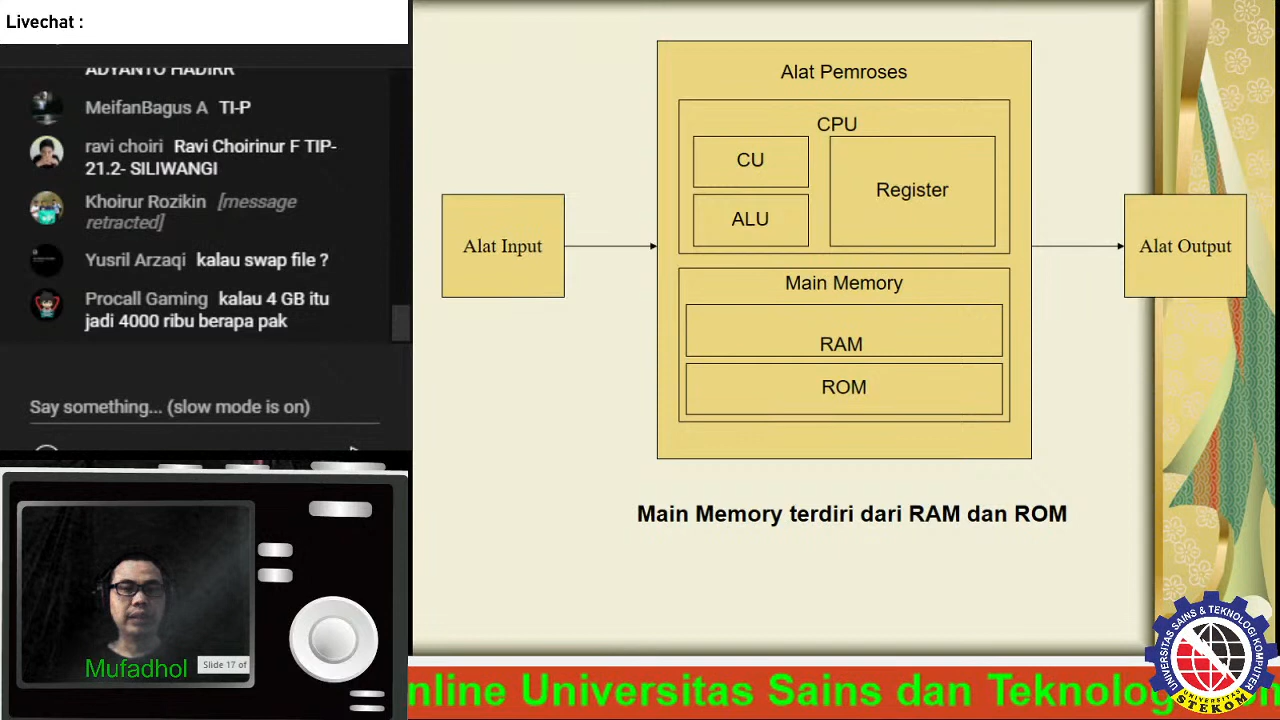 Livechat :
ADYANTO HADIRR
MeifanBagus A TI-P
ravi choiri Ravi Choirinur F TIP-
21.2- SILIWANGI
Khoirur Rozikin [message
retracted]
Yusril Arzaqi kalau swap file ?
Procall Gaming kalau 4 GB itu
jadi 4000 ribu berapa pak
Say something... (slow mode is on)
Mufadhol
Slide 17 of
Alat Input
Alat Pemroses
CPU
CU
ALU
Register
Main Memory
RAM
ROM
Alat Output
Main Memory terdiri dari RAM dan ROM
UNIVERSITAS SAINS & TEKNOLOGI KOMPUTER
UNIVERSITAS
STEKOM
nline Universitas Sains dan Teknolog